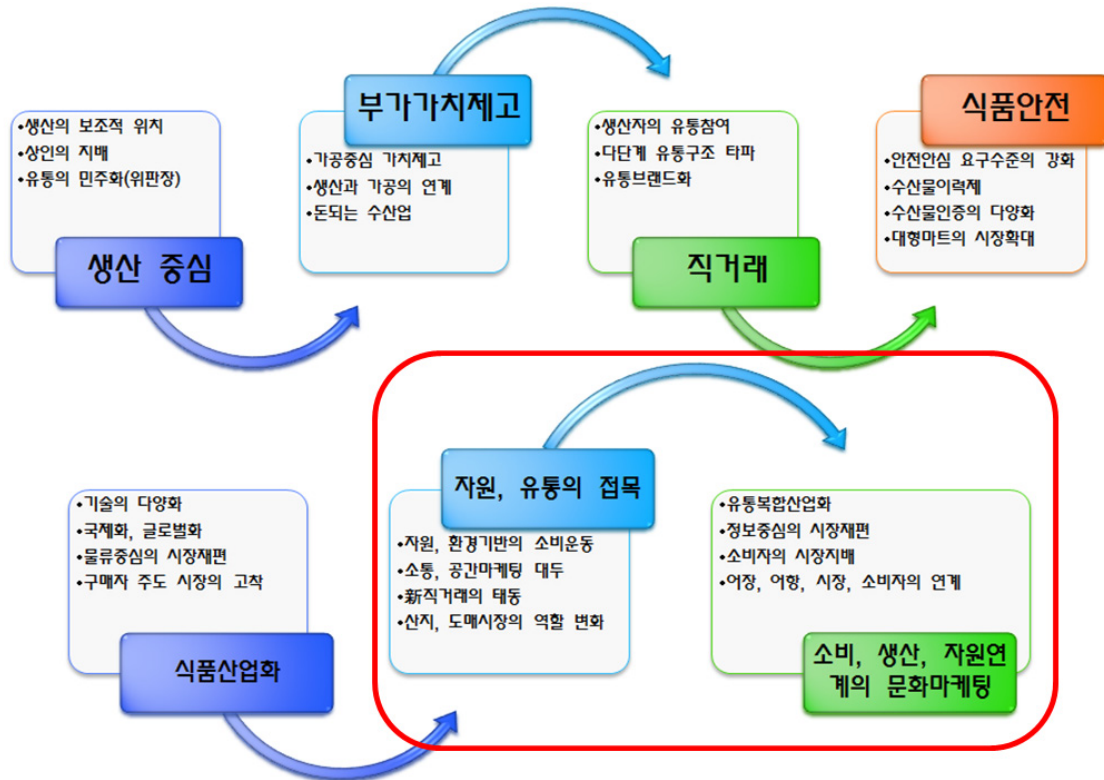 •생산의 보조적 위치
•상인의 지배
•유통의 민주화(위판장)
생산 중심
부가가치제고
•가공중심 가치제고
•생산과 가공의 연계
•돈되는 수산업
•생산자의 유통참여
•다단계 유통구조 타파
•유통브랜드화
직거래
식품안전
•안전안심 요구수준의 강화
•수산물이력제
•수산물인증의 다양화
•대형마트의 시장확대
•기술의 다양화
•국제화, 글로벌화
•물류중심의 시장재편
•구매자 주도 시장의 고착
식품산업화
자원, 유통의 접목
•자원, 환경기반의 소비운동
•소통, 공간마케팅 대두
•新직거래의 태동
•산지, 도매시장의 역할 변화
•유통복합산업화
•정보중심의 시장재편
•소비자의 시장지배
•어장, 어항, 시장, 소비자의 연계
소비, 생산, 자원연
계의 문화마케팅